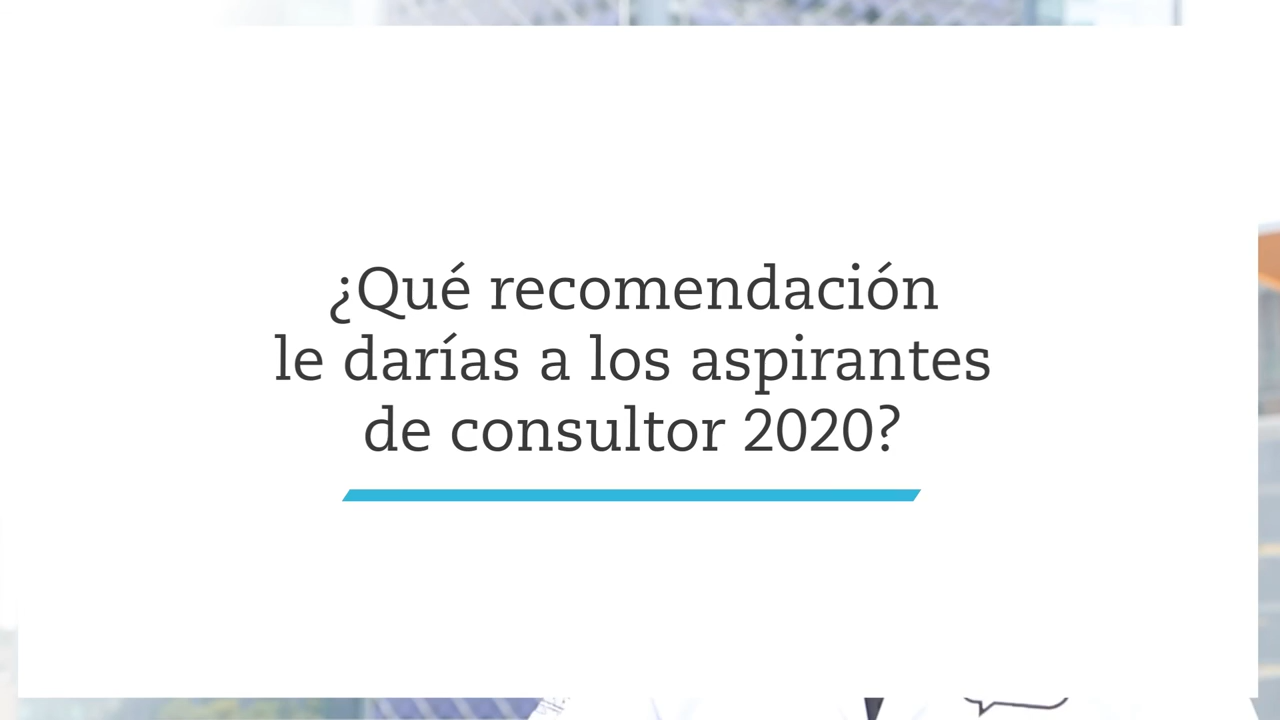 ¿Qué recomendación
le darías a los aspirantes
de consultor 2020?